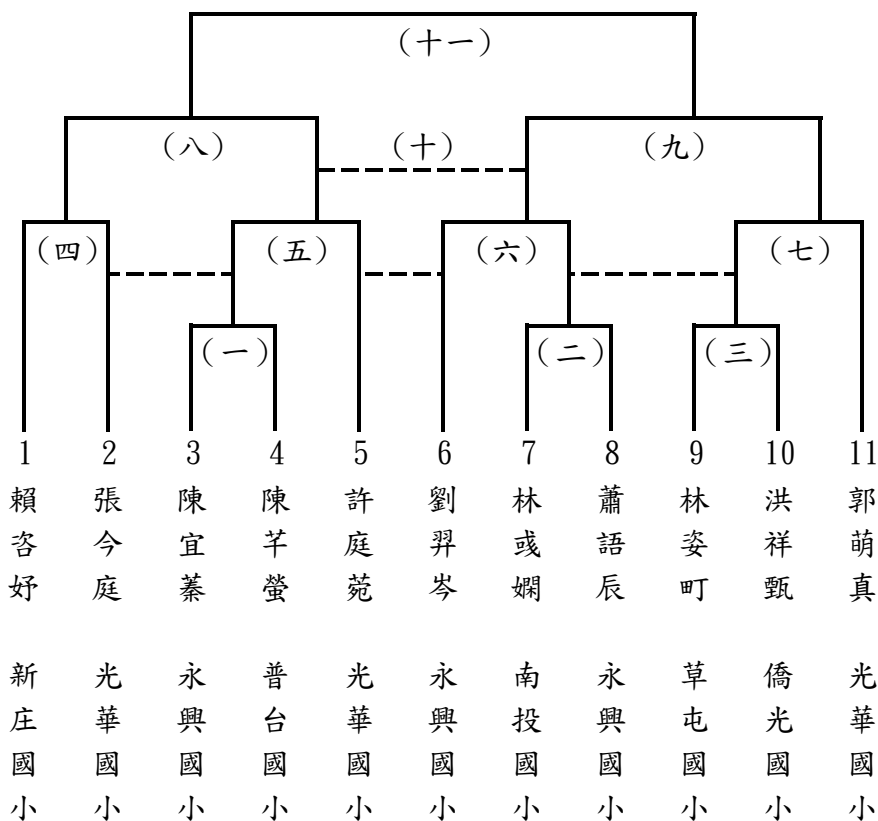 (十一)
(八) (十) (九)
(四) (五) (六) (七)
(一) (二) (三)
1 2 3 4 5 6 7 8 9 10 11
賴咨妤 新庄國小
張今庭 光華國小
陳宜蓁 永興國小
陳芊螢 普台國小
許庭菀 光華國小
劉羿岑 永興國小
林彧嫻 南投國小
蕭語辰 永興國小
林姿町 草屯國小
洪祥甄 僑光國小
郭萌真 光華國小